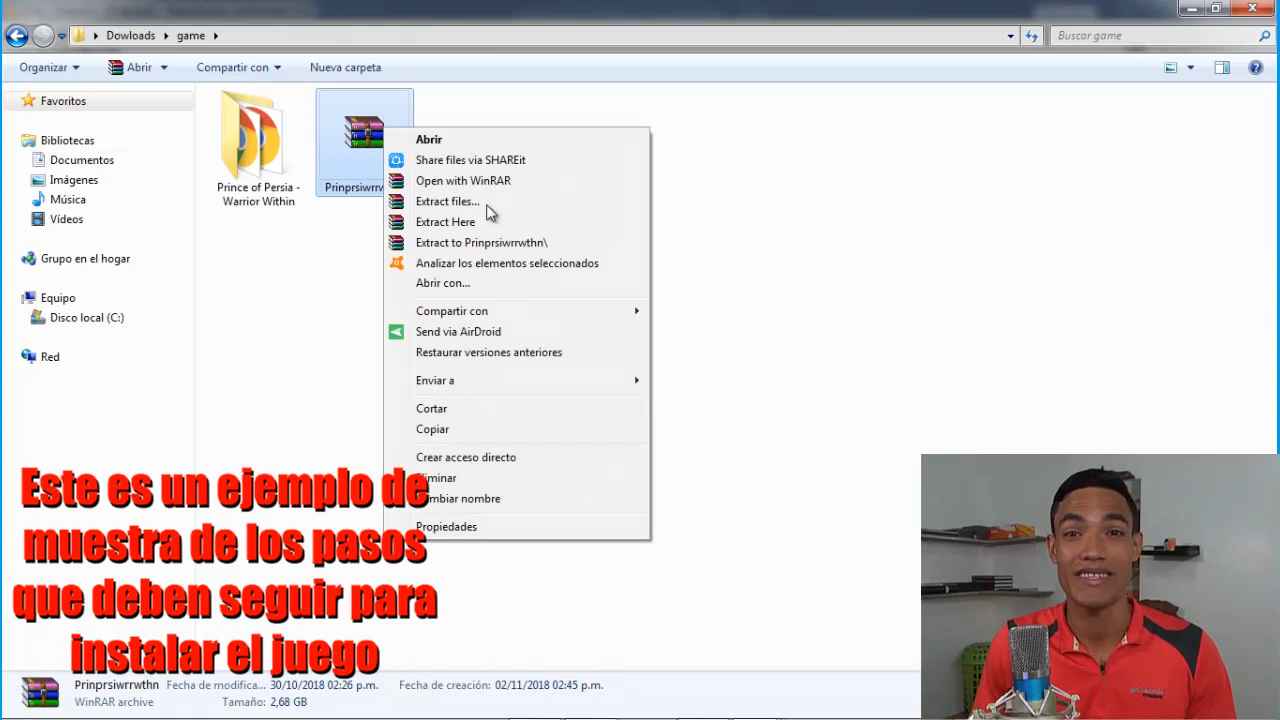 Dowloads
game
Buscar game
Organizar
Abrir
Compartir con
Nueva carpeta
Favoritos
Bibliotecas
Documentos
Imágenes
Música
Vídeos
Grupo en el hogar
Equipo
Disco local (C:)
Red
Prince of Persia -
Warrior Within
Prinprsiwrrw
Abrir
Share files via SHAREit
Open with WinRAR
Extract files...
Extract Here
Extract to Prinprsiwrrwthn\
Analizar los elementos seleccionados
Abrir con...
Compartir con
Send via AirDroid
Restaurar versiones anteriores
Enviar a
Cortar
Copiar
Crear acceso directo
liminar
mbiar nombre
Propiedades
Este es un ejemplo de
muestra de los pasos
que deben seguir para
instalar el juego
Prinprsiwrrwthn Fecha de modifica... 30/10/2018 02:26 p.m. Fecha de creación: 02/11/2018 02:45 p.m.
WinRAR archive Tamaño: 2,68 GB
Columbia